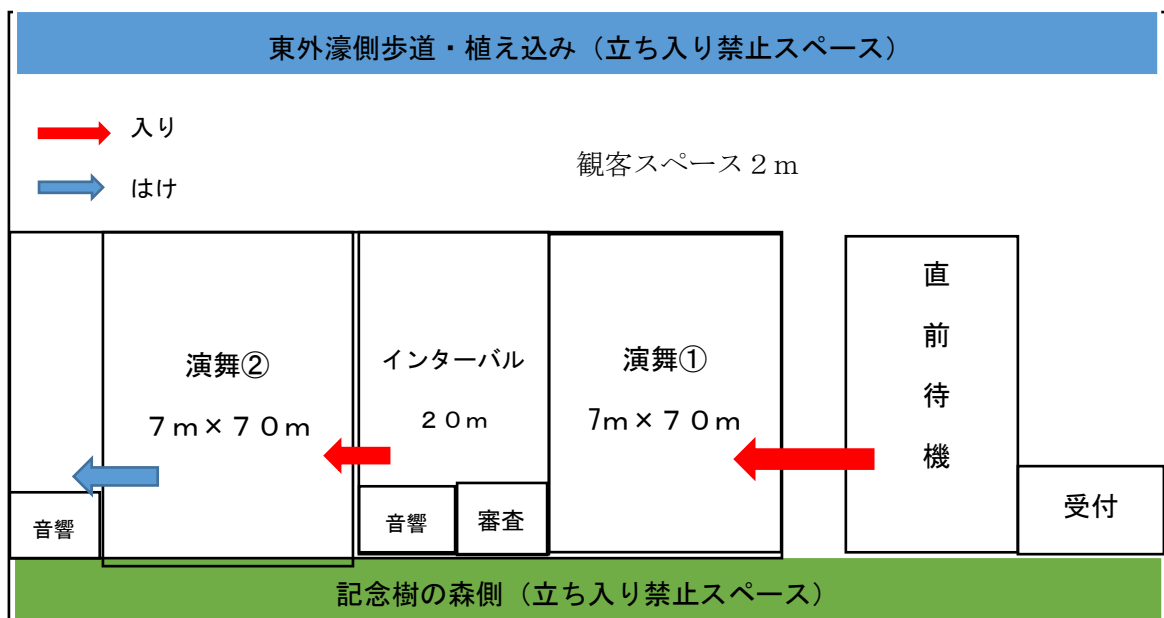 東外濠側歩道・植え込み（立ち入り禁止スペース）
入り
はけ
観客スペース２ｍ
演舞②
７ｍ×７０ｍ
インターバル
２０ｍ
演舞①
7ｍ×７０ｍ
直
前
待
機
受付
音響
音響
審査
記念樹の森側（立ち入り禁止スペース）